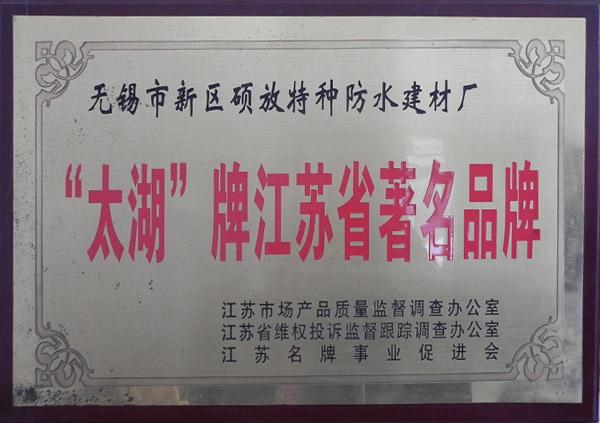 无锡市新区硕放特种防水建材厂
“太湖”牌江苏省著名品牌
江苏市场产品质量监督调查办公室
江苏省维权投诉监督跟踪调查办公室
江苏名牌事业促进会